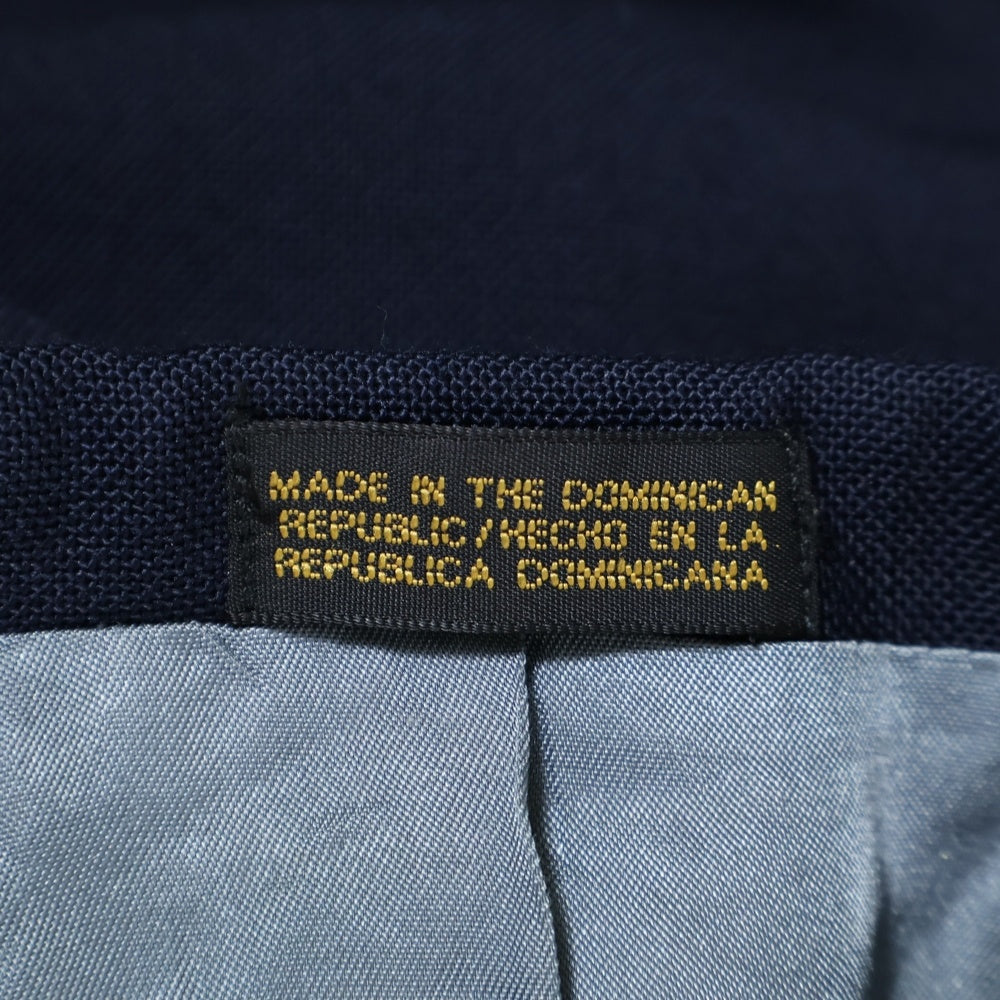 MADE IN THE DOMINICAN
REPUBLIC/HECHO EN LA
REPUBLICA DOMINICANA